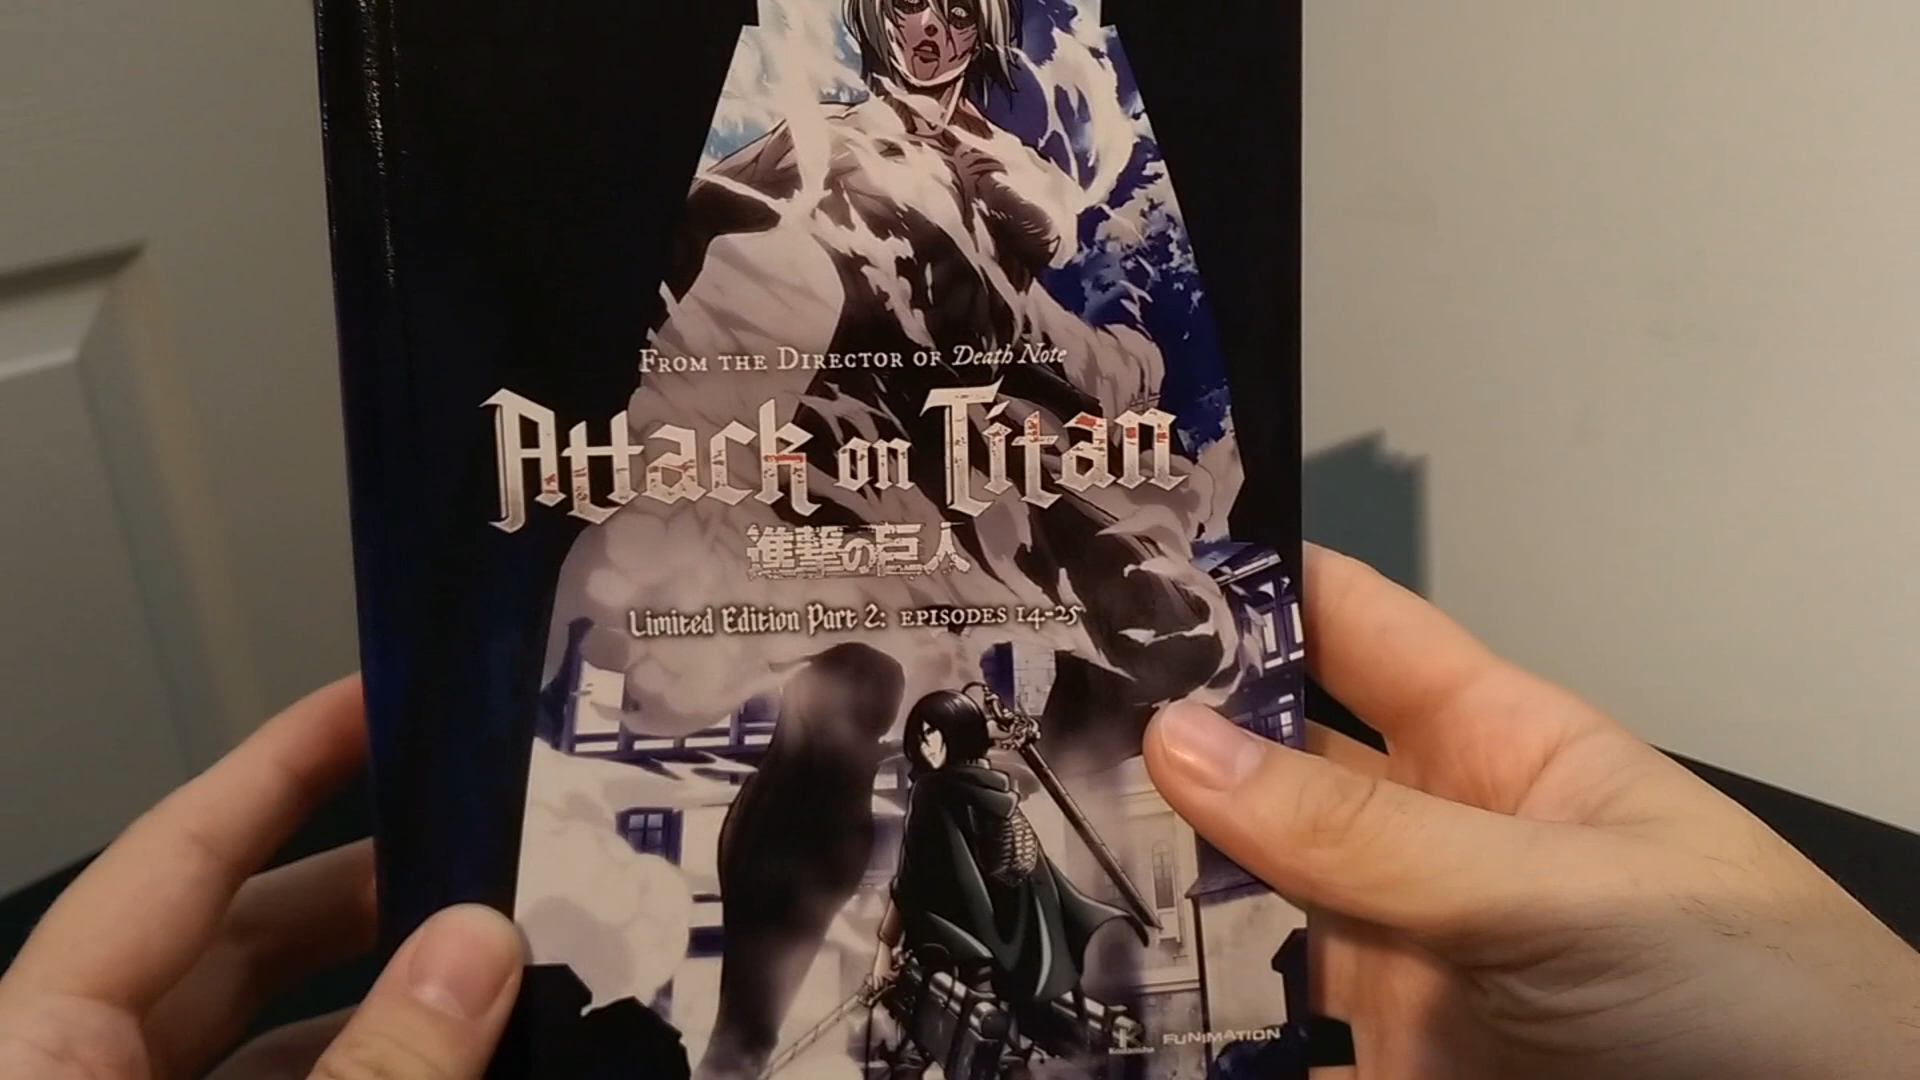 From the Director of Death Note
Attack on Titan
進撃の巨人
Limited Edition Part 2: Episodes 14-25
Kodansha
FUNIMATION